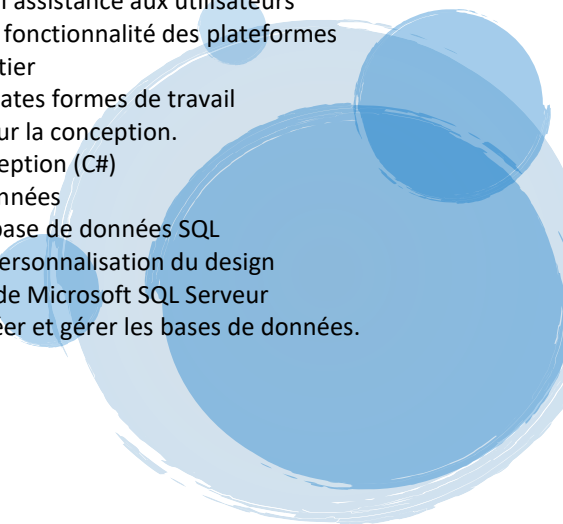 l'assistance aux utilisateurs
fonctionnalité des plateformes
tier
ates formes de travail
ur la conception.
eption (C#)
nnées
base de données SQL
ersonnalisation du design
de Microsoft SQL Serveur
éer et gérer les bases de données.